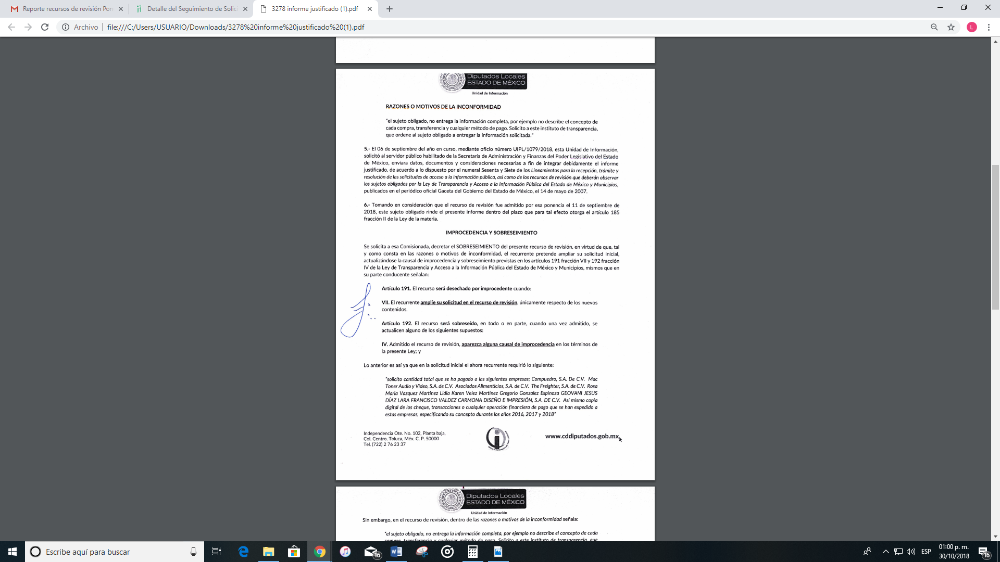 Reporte recursos de revisión Pon
Detalle del Seguimiento de Solici
3278 informe justificado (1).pdf
Archivo
file:///C:/Users/USUARIO/Downloads/3278%20informe%20justificado%20(1).pdf
L
Diputados Locales
ESTADO DE MÉXICO
Unidad de Información
RAZONES O MOTIVOS DE LA INCONFORMIDAD
"el sujeto obligado, no entrega la información completa, por ejemplo no describe el concepto de
cada compra, transferencia y cualquier método de pago. Solicito a este instituto de transparencia,
que ordene al sujeto obligado a entregar la información solicitada."
5.- El 06 de septiembre del año en curso, mediante oficio número UIPL/1079/2018, esta Unidad de Información,
solicitó al servidor público habilitado de la Secretaría de Administración y Finanzas del Poder Legislativo del Estado
de México, enviara datos, documentos y consideraciones necesarias a fin de integrar debidamente el informe
justificado, de acuerdo a lo dispuesto por el numeral Sesenta y Siete de los Lineamientos para la recepción, trámite y
resolución de las solicitudes de acceso a la información pública, así como de los recursos de revisión que deberán observar
los sujetos obligados por la Ley de Transparencia y Acceso a la Información Pública del Estado de México y Municipios,
publicados en el periódico oficial Gaceta del Gobierno del Estado de México, el 14 de mayo de 2007.
6.- Tomando en consideración que el recurso de revisión fue admitido por esa ponencia el 11 de septiembre de
2018, este sujeto obligado rinde el presente informe dentro del plazo que para tal efecto otorga el artículo 185
fracción II de la Ley de la materia.
IMPROCEDENCIA Y SOBRESEIMIENTO
Se solicita a esa Comisionada, decretar el SOBRESEIMIENTO del presente recurso de revisión, en virtud de que, tal
y como consta en las razones o motivos de inconformidad, el recurrente pretende ampliar su solicitud inicial,
actualizándose la causal de improcedencia y sobreseimiento previstas en los artículos 191 fracción VII y 192 fracción
IV de la Ley de Transparencia y Acceso a la Información Pública del Estado de México y Municipios, mismos que en
su parte conducente señalan:
Artículo 191. El recurso será desechado por improcedente cuando:
VII. El recurrente amplíe su solicitud en el recurso de revisión, únicamente respecto de los nuevos
contenidos.
Artículo 192. El recurso será sobreseído, en todo o en parte, cuando una vez admitido, se
actualicen alguno de los siguientes supuestos:
IV. Admitido el recurso de revisión, aparezca alguna causal de improcedencia en los términos de
la presente Ley; y
Lo anterior es así ya que en la solicitud inicial el ahora recurrente requirió lo siguiente:
"solicito cantidad total que se ha pagado a las siguientes empresas; Compuedro, S.A. De C.V. Mac
Toner Audio y Video, S.A. de C.V. Asociados Alimenticios, S.A. de C.V. The Freighter, S.A. de C.V. Rosa
Maria Vazquez Martinez Lidia Karen Velez Martinez Gregorio Gonzalez Espinoza GEOVANI JESUS
DÍAZ LARA FRANCISCO VALDEZ CARMONA DISEÑO E IMPRESIÓN, S.A. DE C.V. Así mismo copia
digital de los cheque, transacciones o cualquier operación financiera de pago que se han expedido a
estas empresas, especificando su concepto durante los años 2016, 2017 y 2018"
Independencia Ote. No. 102, Planta baja,
Col. Centro. Toluca, Méx. C. P. 50000
Tel. (722) 2 76 23 37
www.cddiputados.gob.mx
Diputados Locales
ESTADO DE MÉXICO
Unidad de Información
Sin embargo, en el recurso de revisión, dentro de las razones o motivos de la inconformidad señala:
"el sujeto obligado, no entrega la información completa, por ejemplo no describe el concepto de cada
compra, transferencia y cualquier método de pago. Solicito a este instituto de transparencia, que
Escribe aquí para buscar
16
ESP
01:00 p. m.
30/10/2018
16